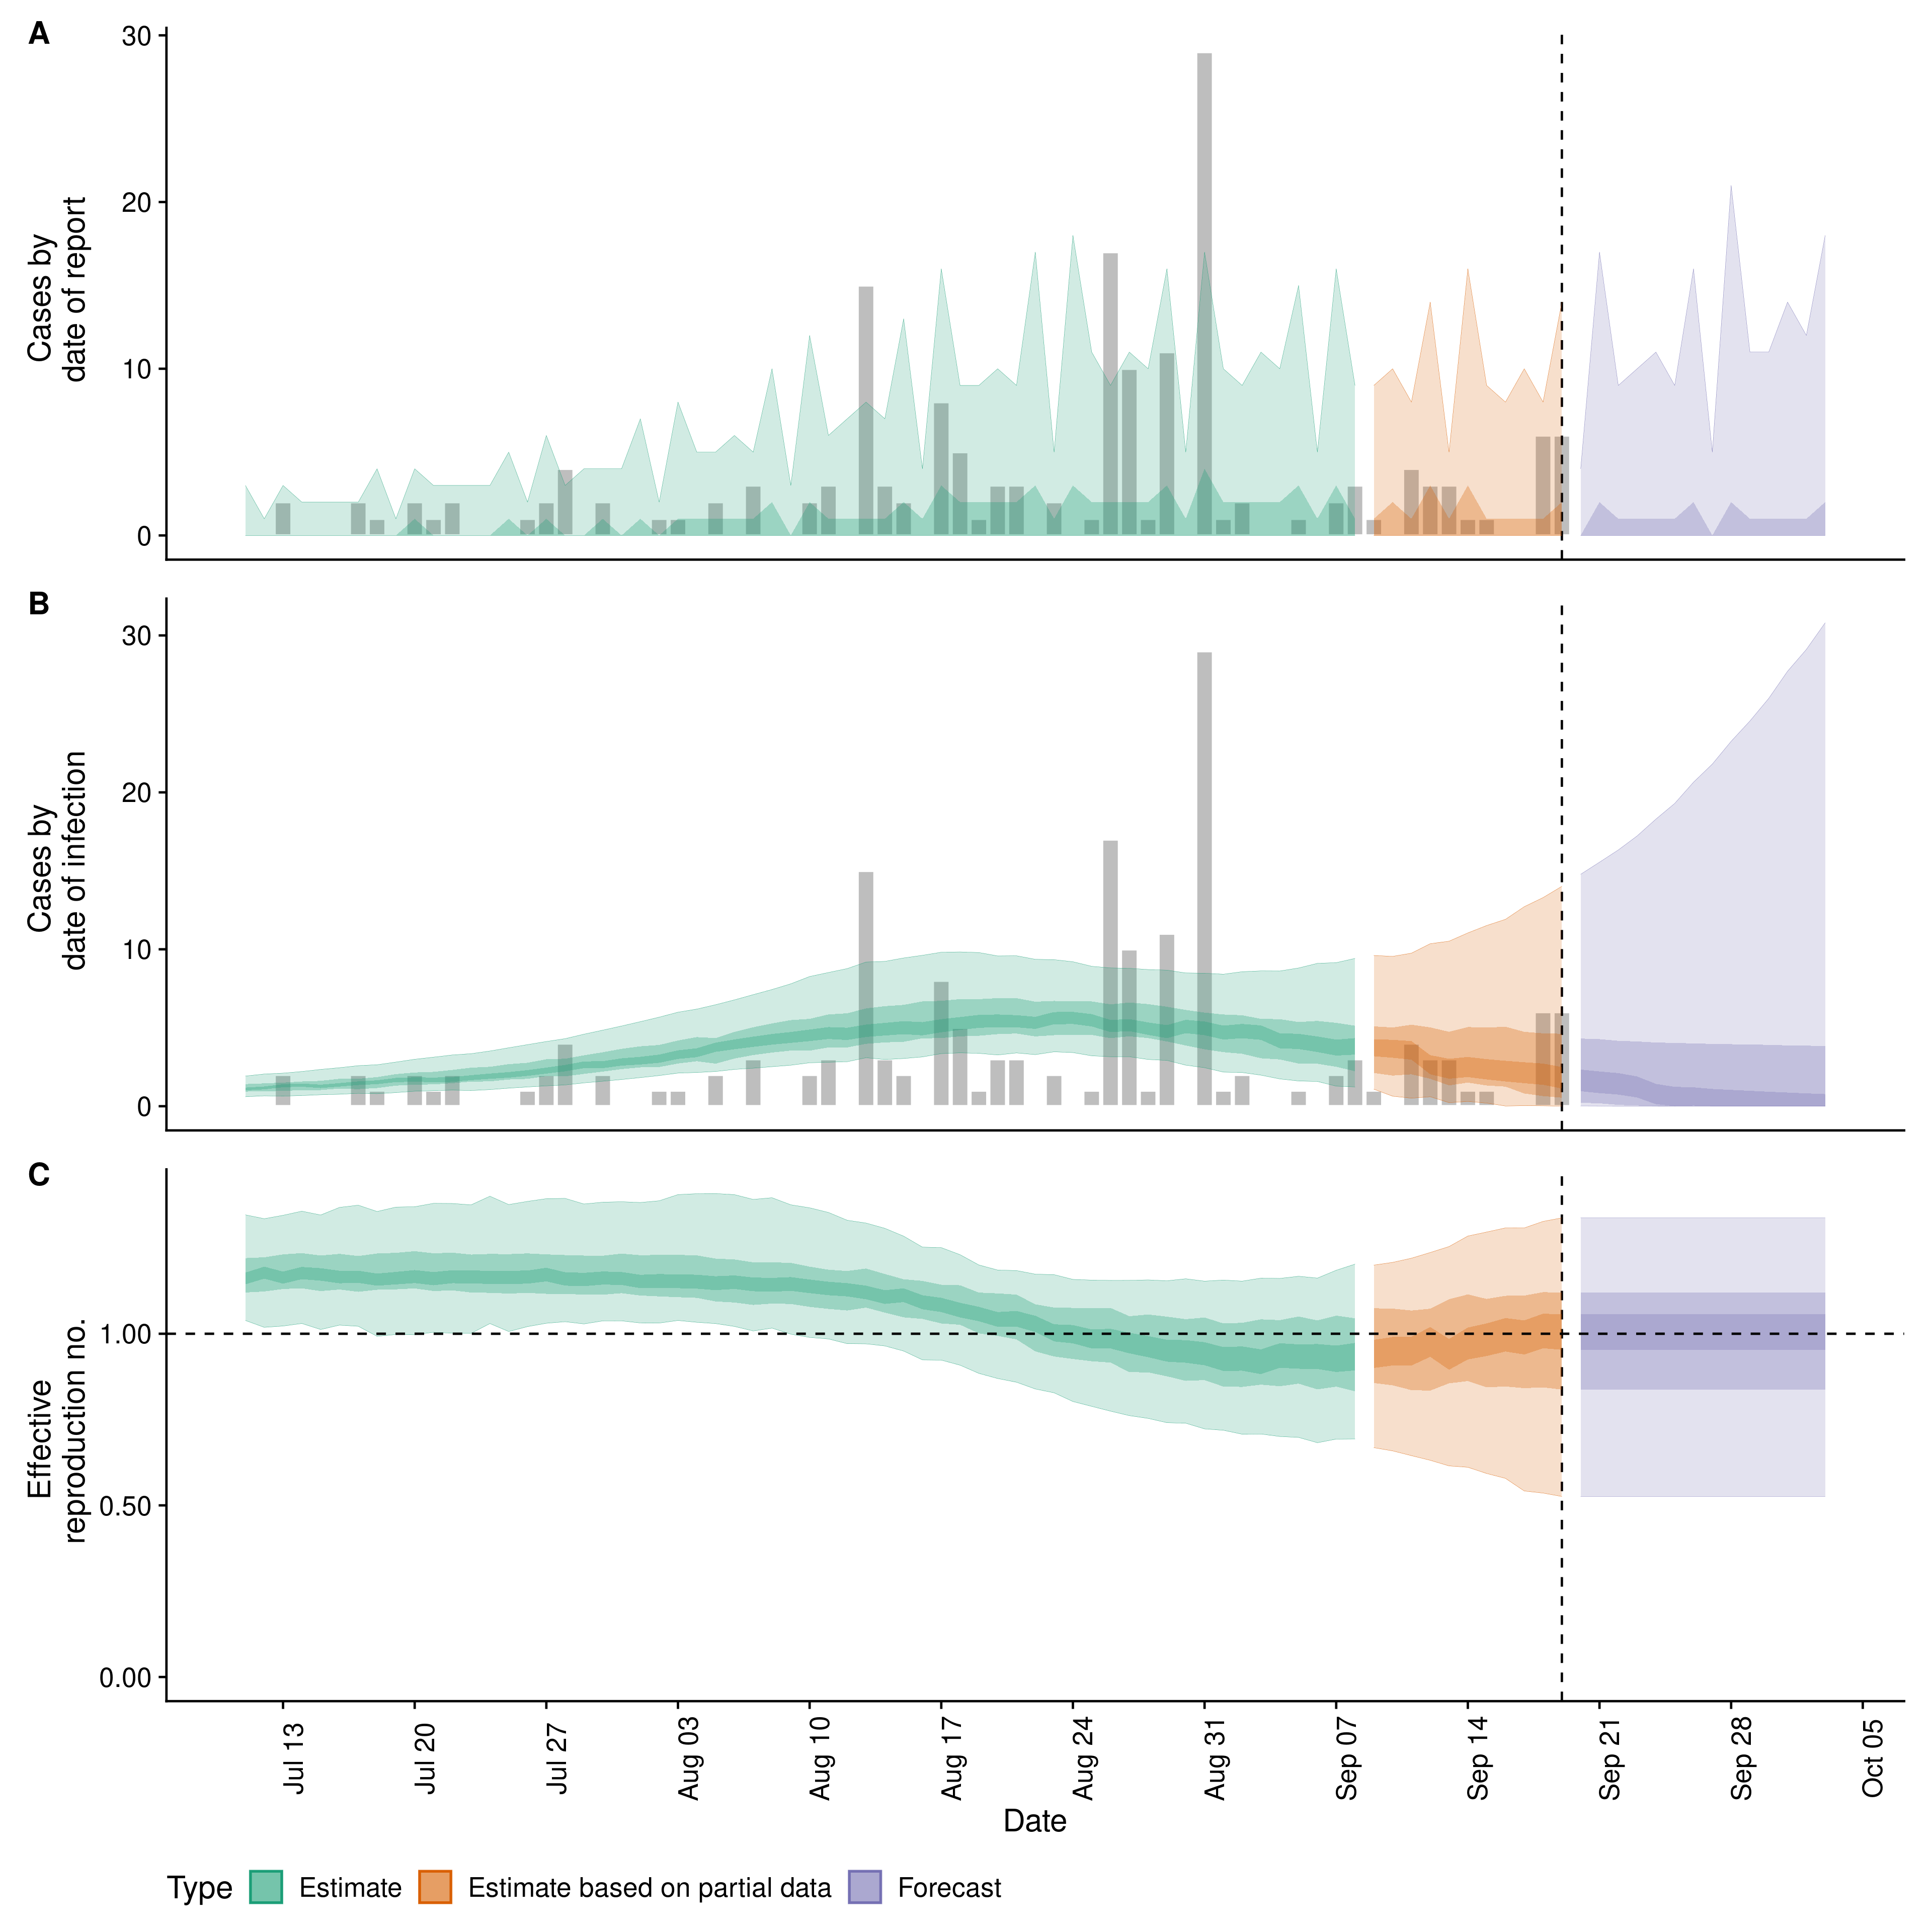 A
Cases by
date of report
30
20
10
0
B
Cases by
date of infection
30
20
10
0
C
Effective
reproduction no.
1.00
0.50
0.00
Jul 13
Jul 20
Jul 27
Aug 03
Aug 10
Aug 17
Aug 24
Aug 31
Sep 07
Sep 14
Sep 21
Sep 28
Oct 05
Date
Type Estimate Estimate based on partial data Forecast